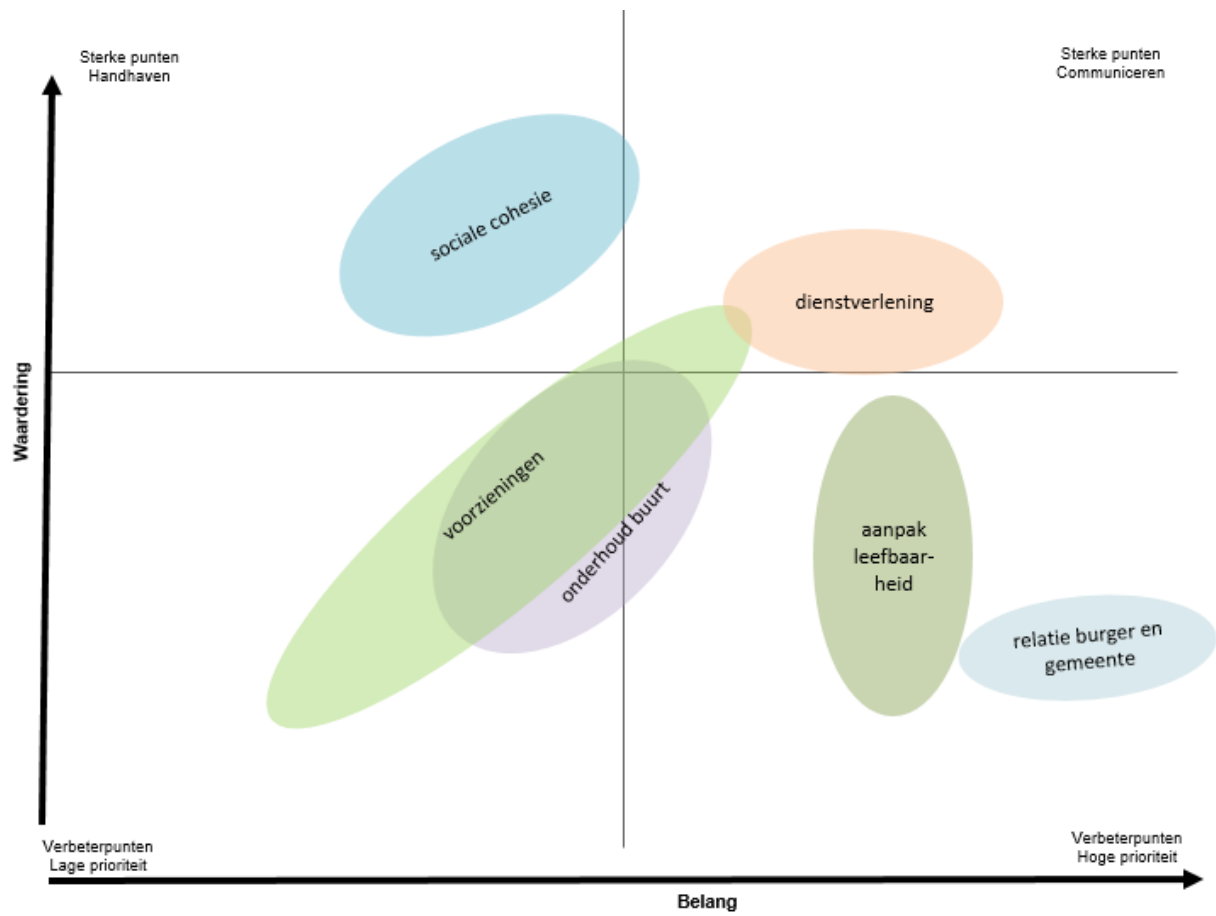 Sterke punten
Handhaven
Sterke punten
Communiceren
sociale cohesie
dienstverlening
Waardering
voorzieningen
onderhoud buurt
aanpak
leefbaar-
heid
relatie burger en
gemeente
Verbeterpunten
Lage prioriteit
Verbeterpunten
Hoge prioriteit
Belang